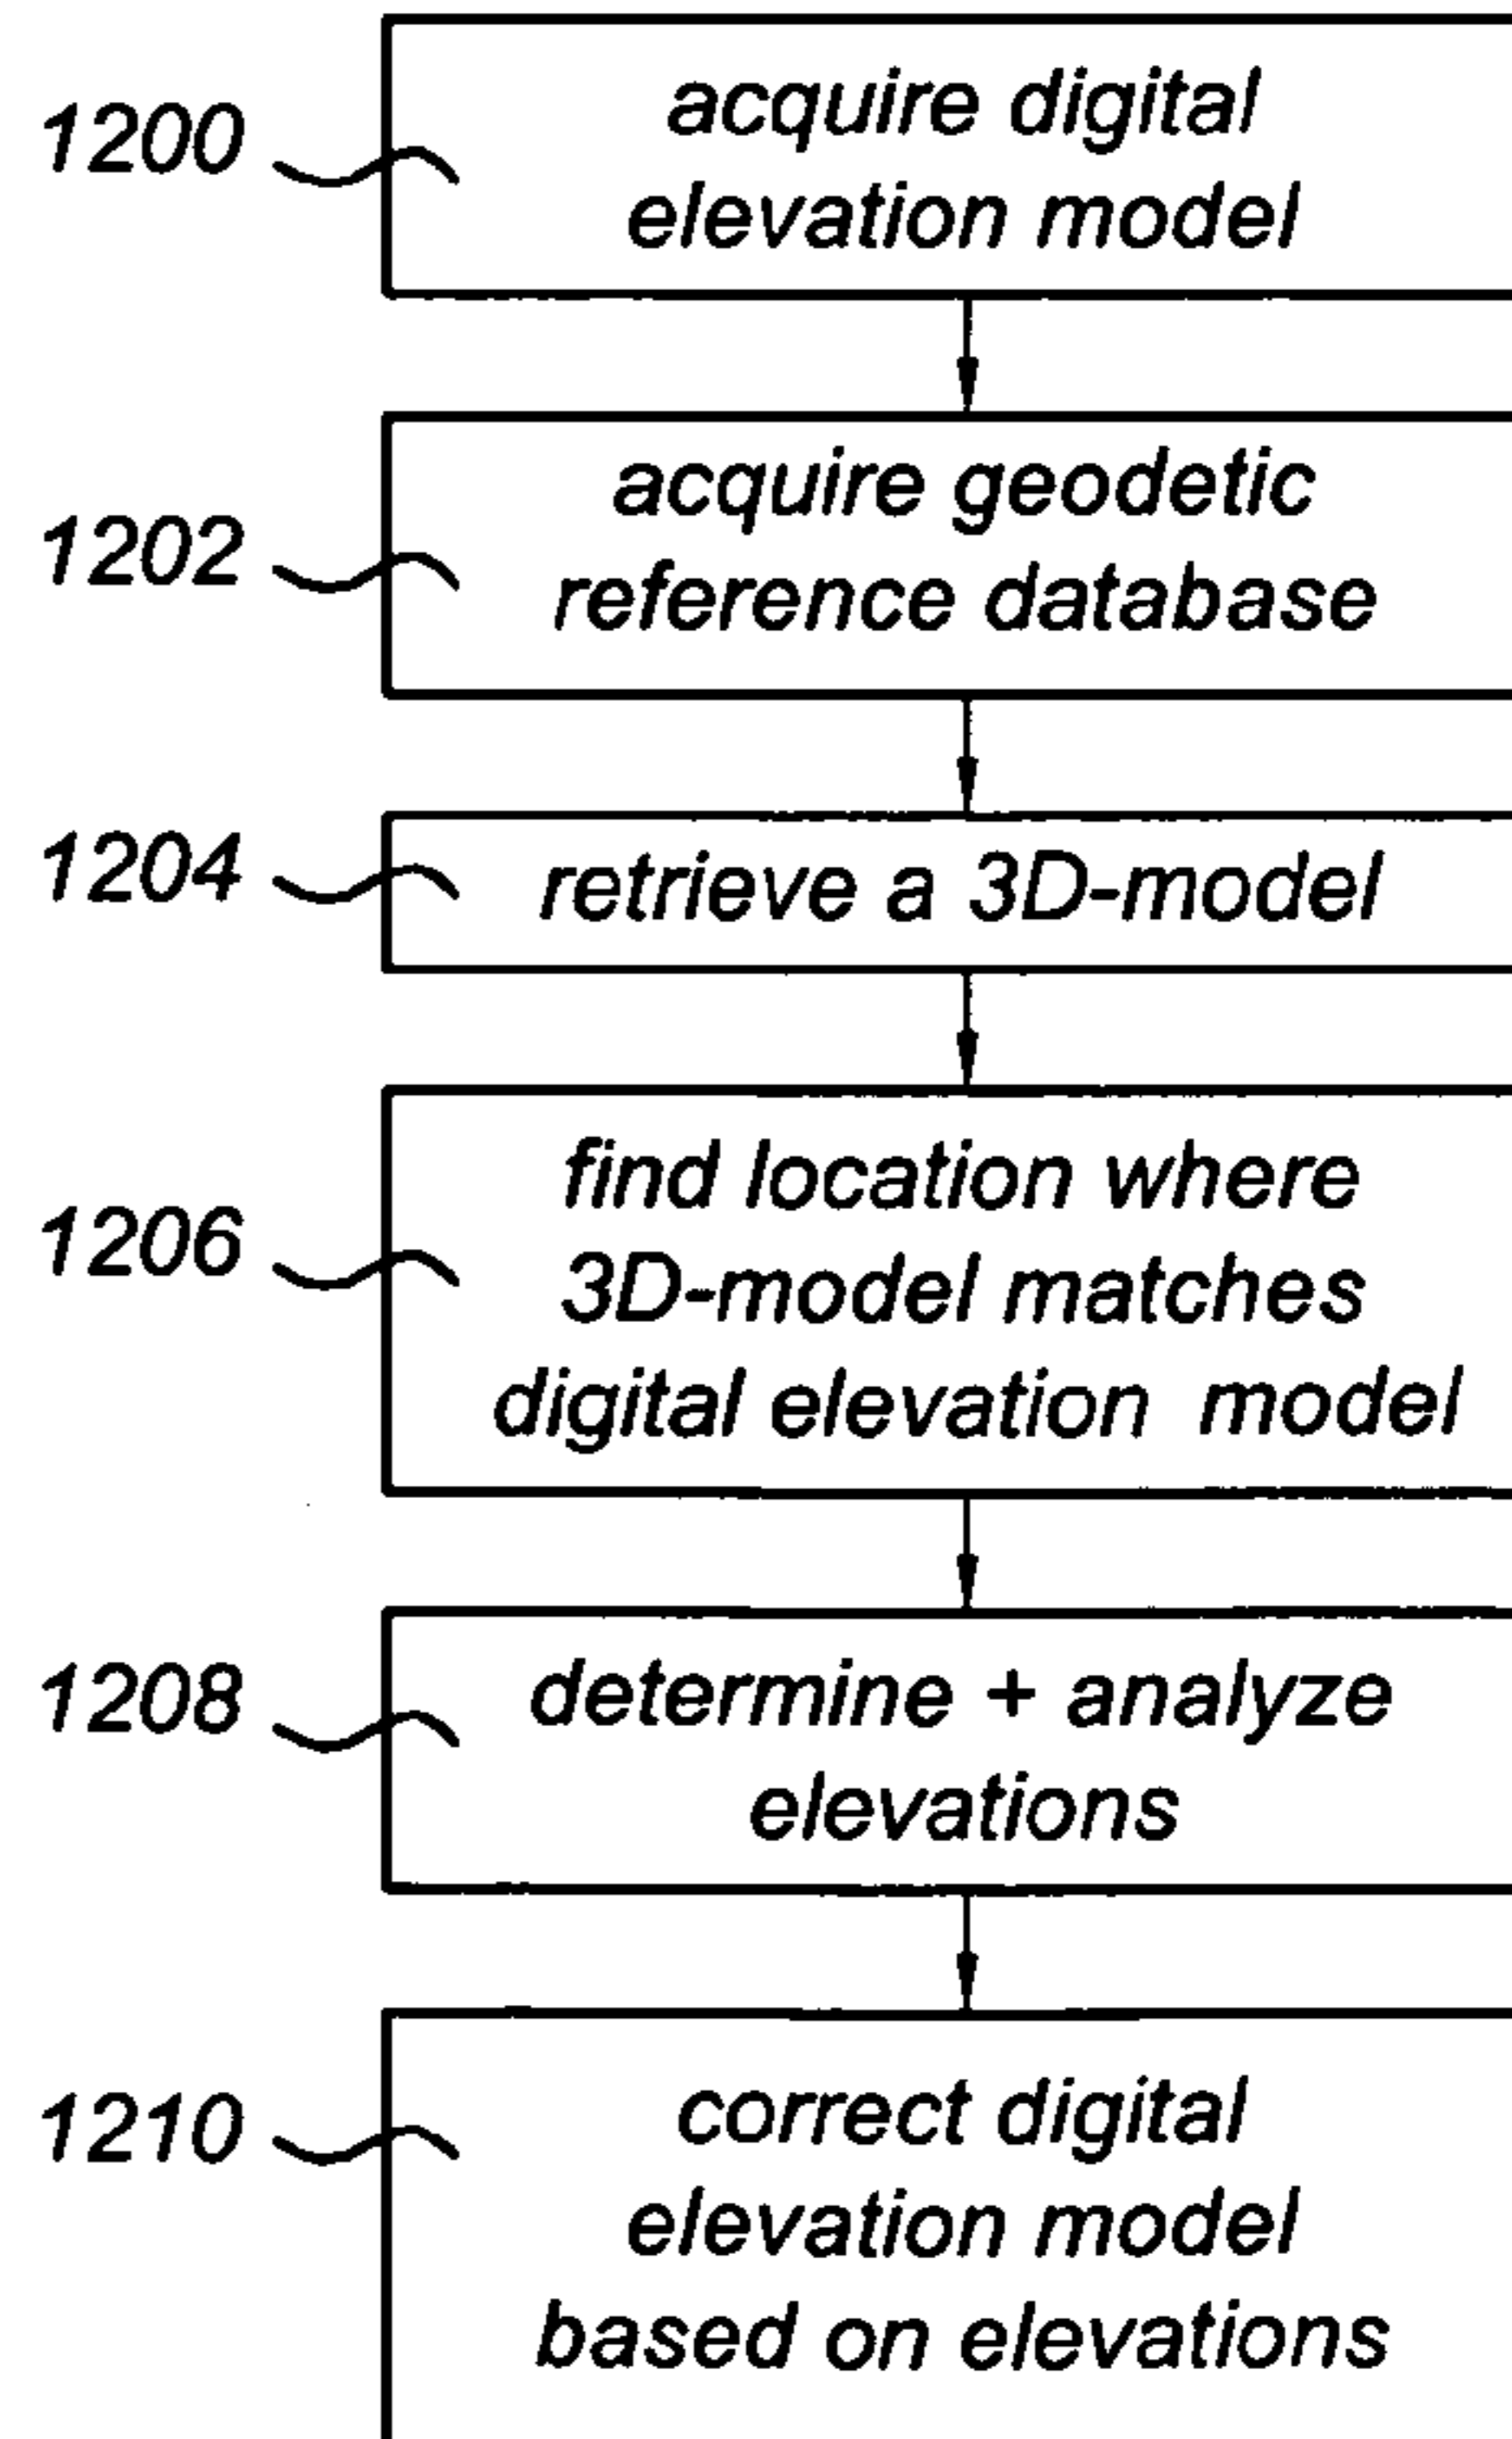 1200
acquire digital
elevation model
1202
acquire geodetic
reference database
1204
retrieve a 3D-model
1206
find location where
3D-model matches
digital elevation model
1208
determine + analyze
elevations
1210
correct digital
elevation model
based on elevations